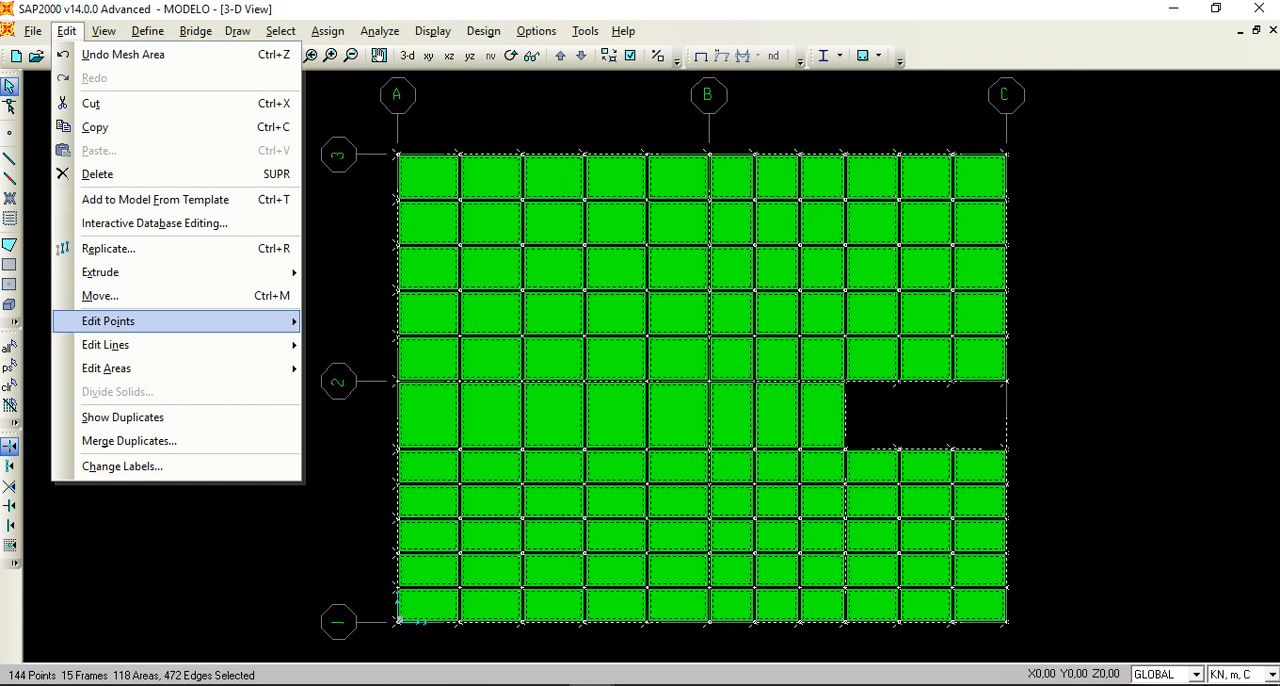 SAP2000 v14.0.0 Advanced - MODELO - [3-D View]
File Edit View Define Bridge Draw Select Assign Analyze Display Design Options Tools Help
3-d xy xz yz nv nd
Undo Mesh Area Ctrl+Z
Redo
Cut Ctrl+X
Copy Ctrl+C
Paste... Ctrl+V
Delete SUPR
Add to Model From Template Ctrl+T
Interactive Database Editing...
Replicate... Ctrl+R
Extrude
Move... Ctrl+M
Edit Points
Edit Lines
Edit Areas
Divide Solids...
Show Duplicates
Merge Duplicates...
Change Labels...
all
ps
clr
A B C
3
2
1
144 Points 15 Frames 118 Areas, 472 Edges Selected
X0,00 Y0,00 Z0,00
GLOBAL
KN, m, C